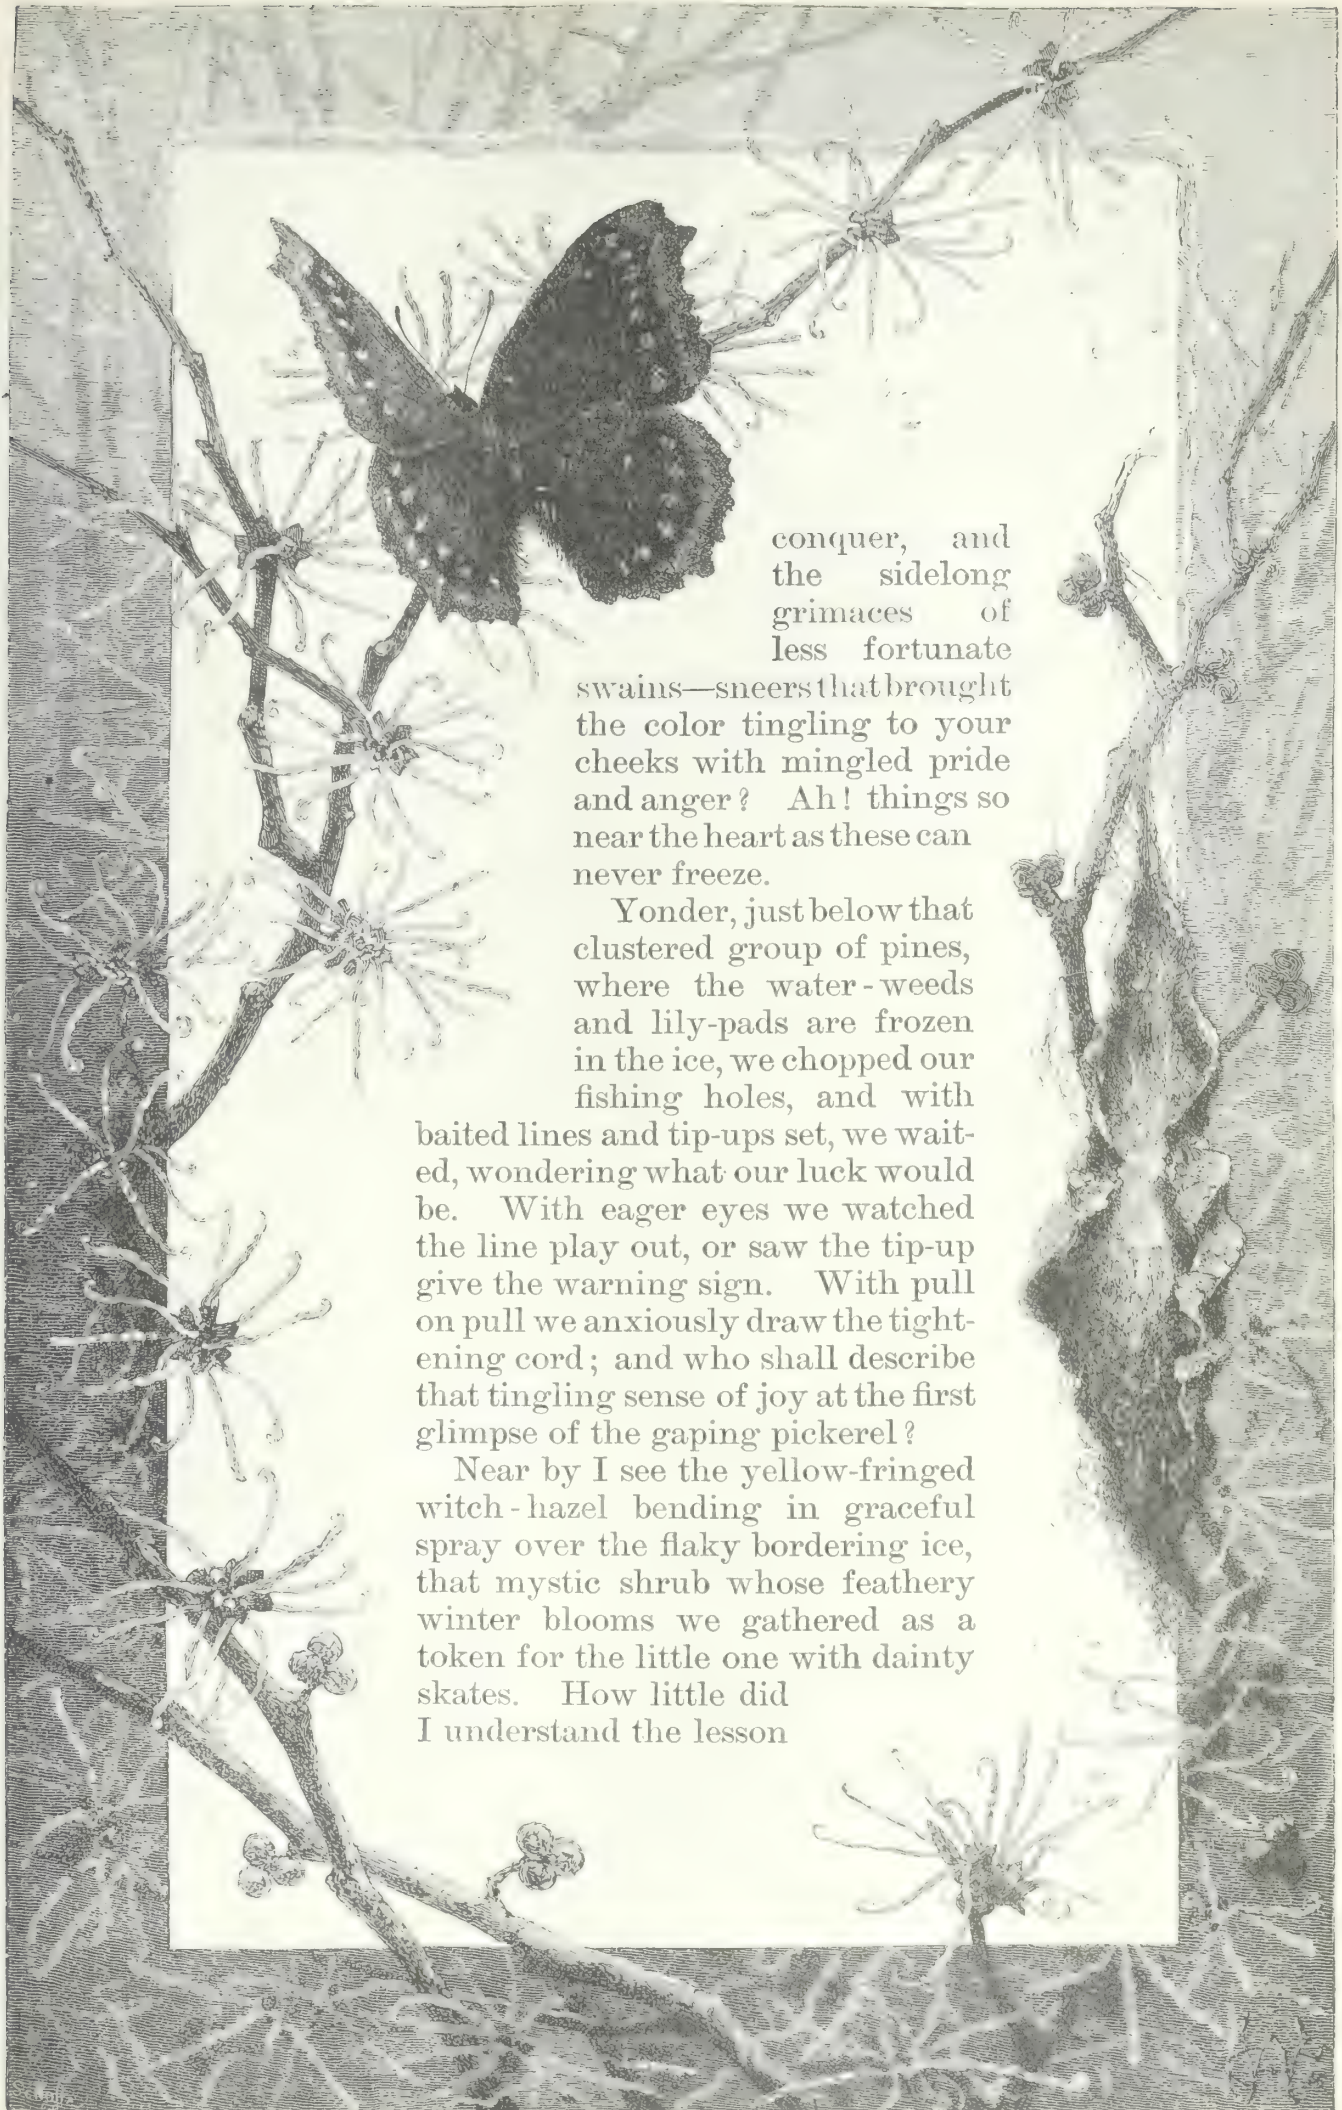 conquer, and
the sidelong
grimaces of
less fortunate
swains—sneers that brought
the color tingling to your
cheeks with mingled pride
and anger? Ah! things so
near the heart as these can
never freeze.
Yonder, just below that
clustered group of pines,
where the water-weeds
and lily-pads are frozen
in the ice, we chopped our
fishing holes, and with
baited lines and tip-ups set, we wait-
ed, wondering what our luck would
be. With eager eyes we watched
the line play out, or saw the tip-up
give the warning sign. With pull
on pull we anxiously draw the tight-
ening cord; and who shall describe
that tingling sense of joy at the first
glimpse of the gaping pickerel?
Near by I see the yellow-fringed
witch-hazel bending in graceful
spray over the flaky bordering ice,
that mystic shrub whose feathery
winter blooms we gathered as a
token for the little one with dainty
skates. How little did
I understand the lesson